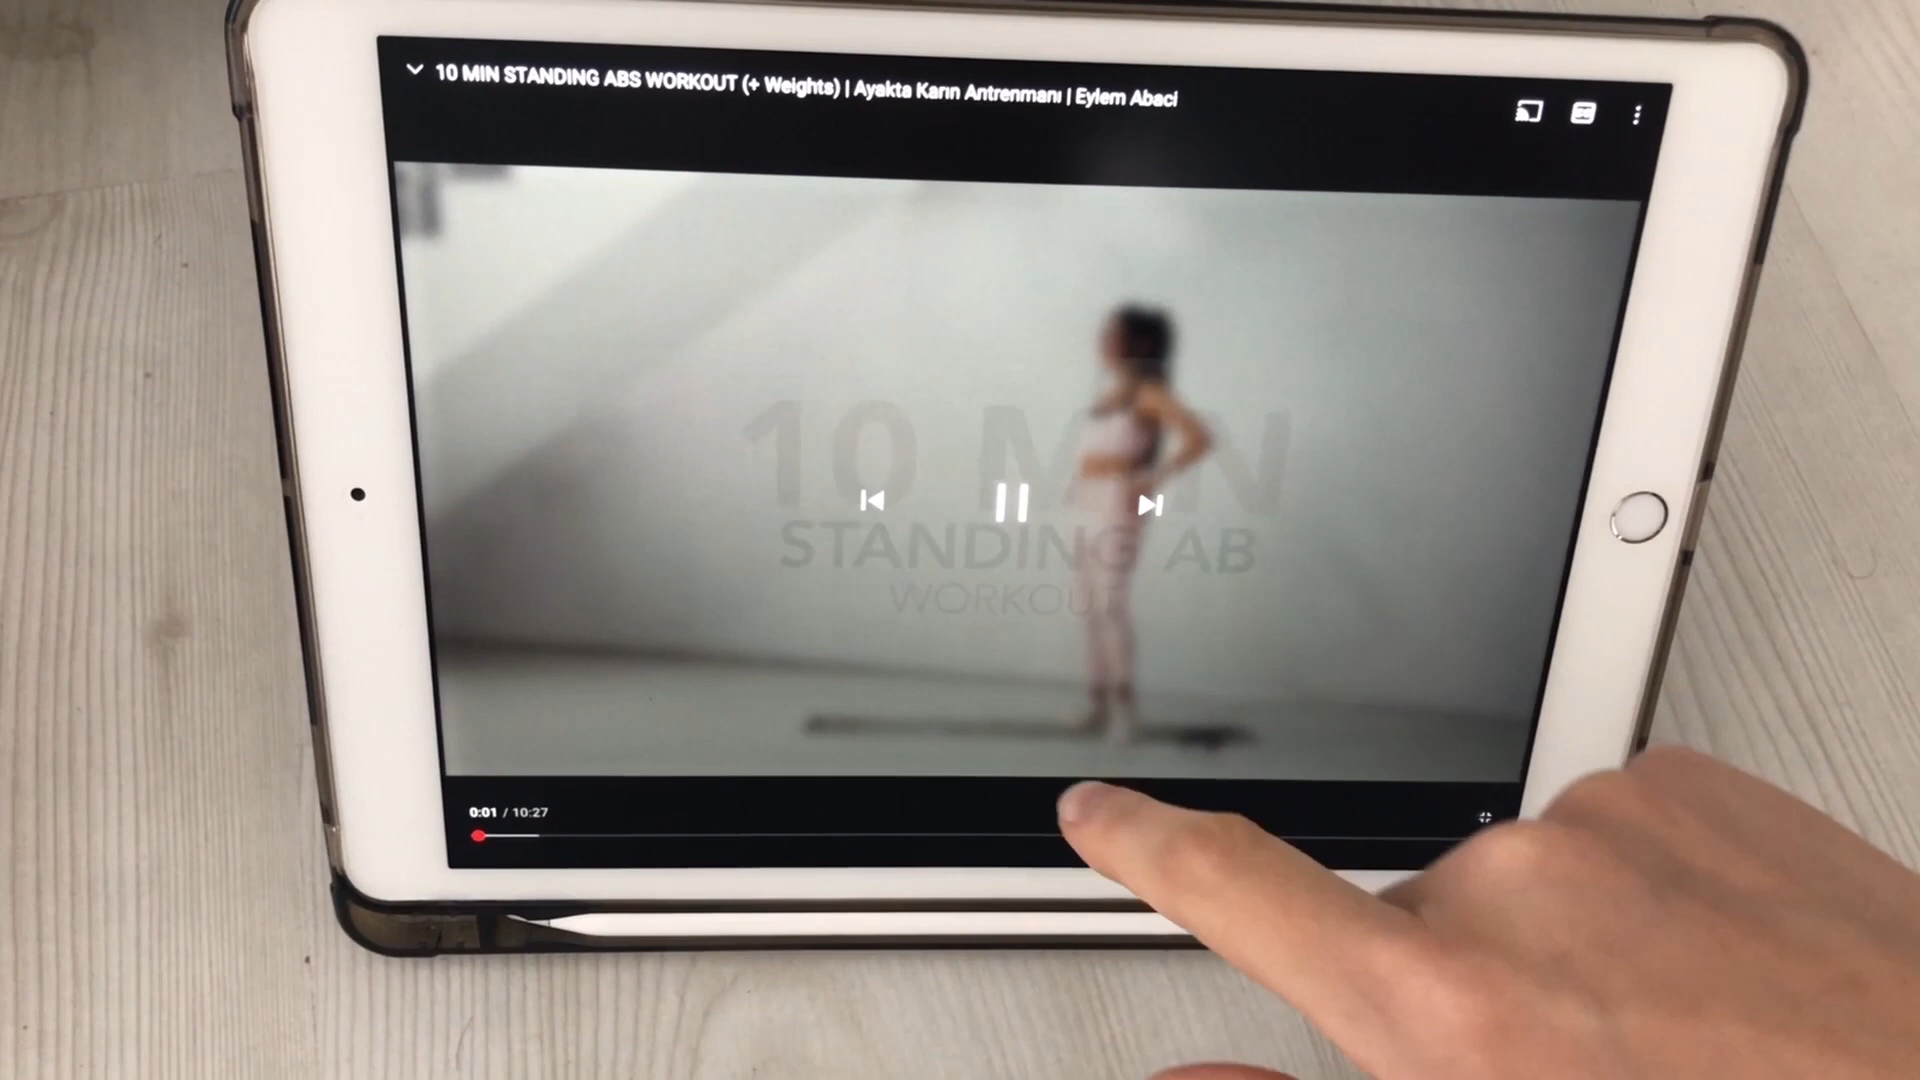 10 MIN STANDING ABS WORKOUT (+ Weights) | Ayakta Karın Antrenmanı | Eylem Abaci
10 MIN
STANDING AB
WORKOUT
0:01 / 10:27